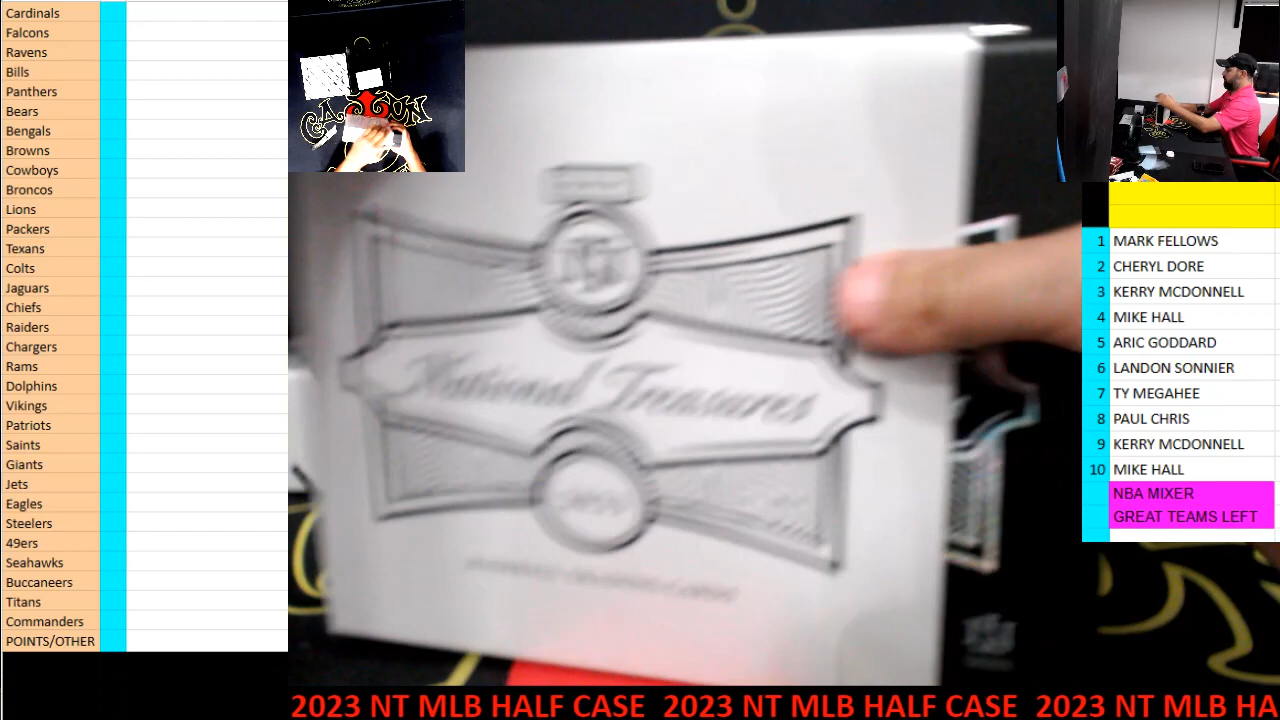 Cardinals
Falcons
Ravens
Bills
Panthers
Bears
Bengals
Browns
Cowboys
Broncos
Lions
Packers
Texans
Colts
Jaguars
Chiefs
Raiders
Chargers
Rams
Dolphins
Vikings
Patriots
Saints
Giants
Jets
Eagles
Steelers
49ers
Seahawks
Buccaneers
Titans
Commanders
POINTS/OTHER
National Treasures
1 MARK FELLOWS
2 CHERYL DORE
3 KERRY MCDONNELL
4 MIKE HALL
5 ARIC GODDARD
6 LANDON SONNIER
7 TY MEGAHEE
8 PAUL CHRIS
9 KERRY MCDONNELL
10 MIKE HALL
NBA MIXER
GREAT TEAMS LEFT
2023 NT MLB HALF CASE 2023 NT MLB HALF CASE 2023 NT MLB HA